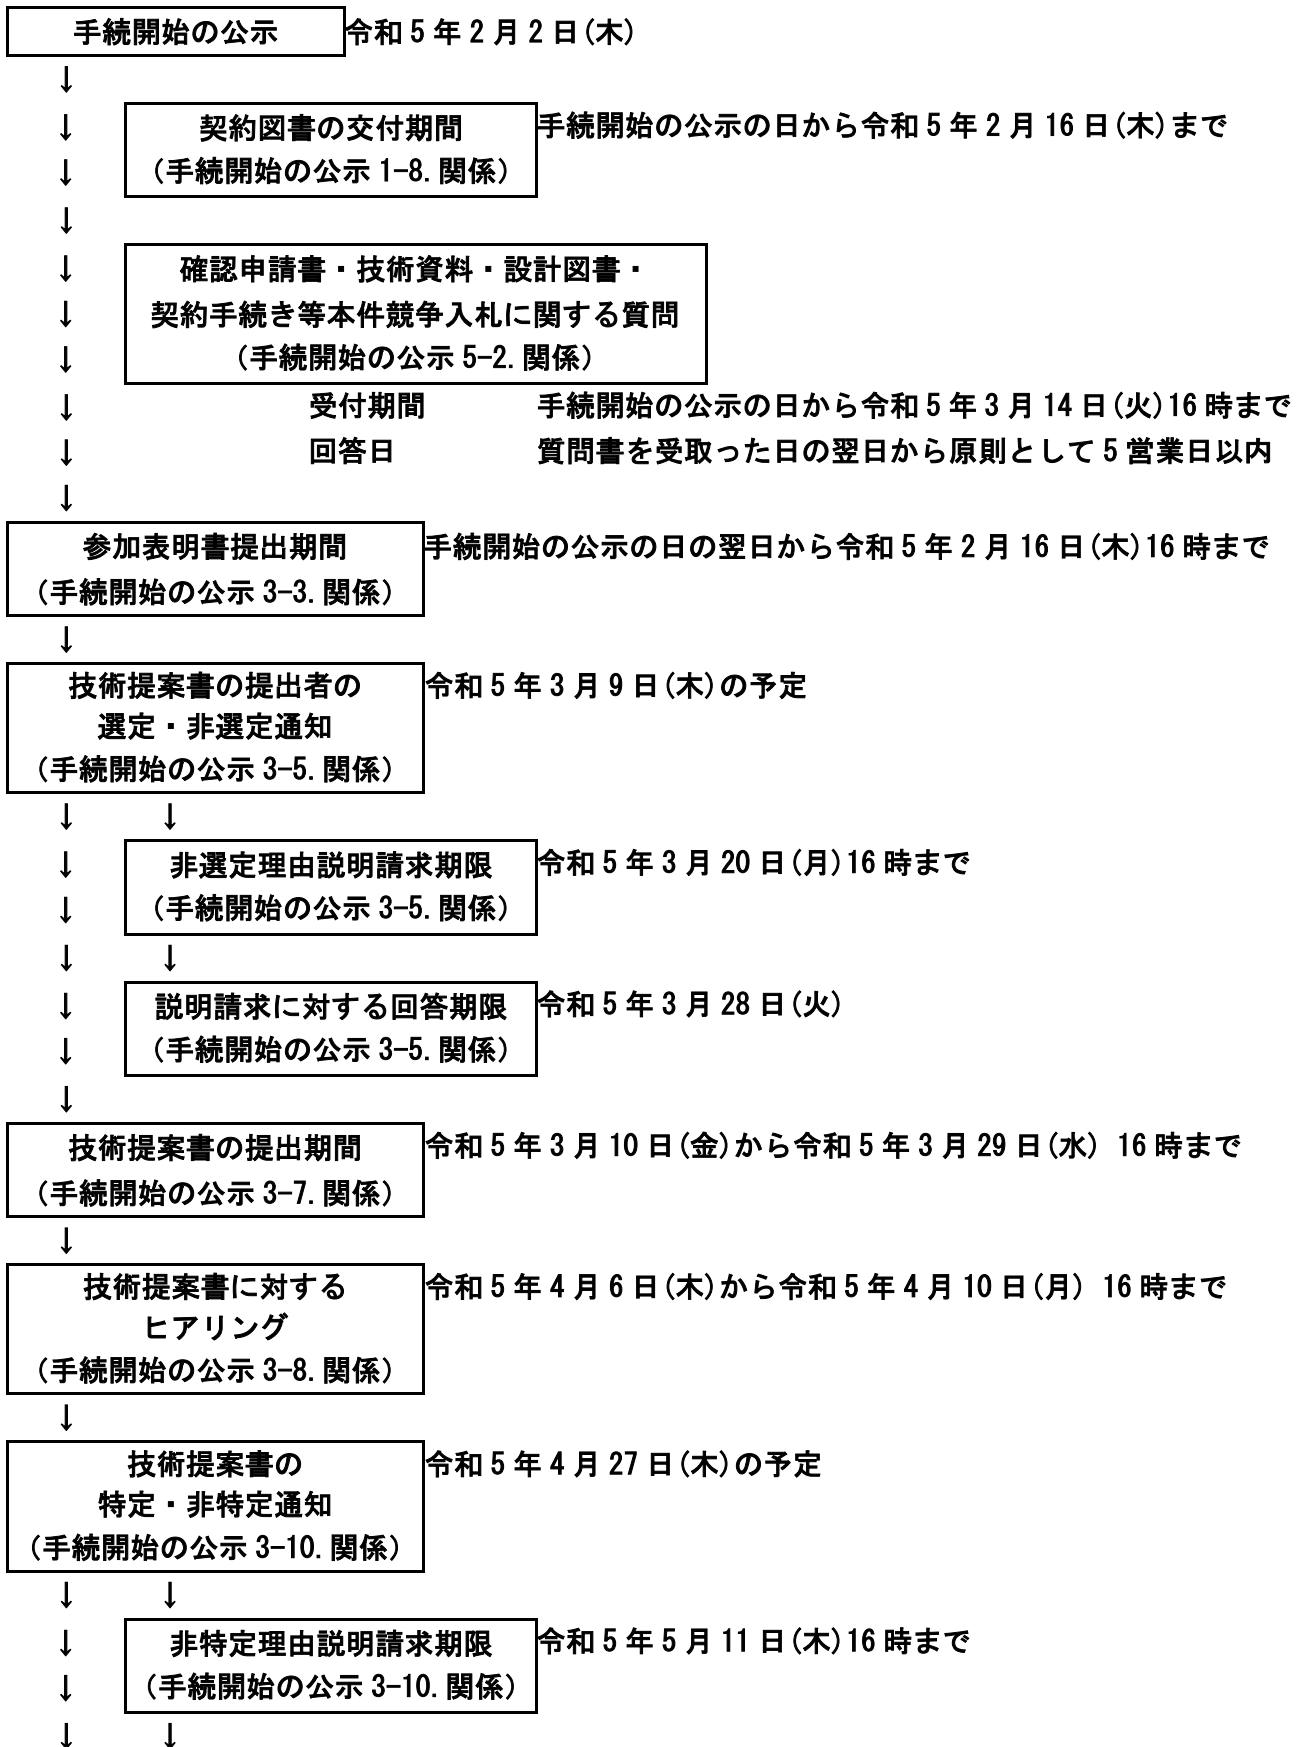 手続開始の公示 令和5年2月2日(木)
↓
↓ 契約図書の交付期間 手続開始の公示の日から令和5年2月16日(木)まで
↓ (手続開始の公示1-8.関係)
↓
↓ 確認申請書・技術資料・設計図書・
↓ 契約手続き等本件競争入札に関する質問
↓ (手続開始の公示5-2.関係)
↓ 受付期間 手続開始の公示の日から令和5年3月14日(火)16時まで
↓ 回答日 質問書を受取った日の翌日から原則として5営業日以内
↓
参加表明書提出期間 手続開始の公示の日の翌日から令和5年2月16日(木)16時まで
(手続開始の公示3-3.関係)
↓
技術提案書の提出者の 令和5年3月9日(木)の予定
選定・非選定通知
(手続開始の公示3-5.関係)
↓ ↓
↓ 非選定理由説明請求期限 令和5年3月20日(月)16時まで
↓ (手続開始の公示3-5.関係)
↓ ↓
↓ 説明請求に対する回答期限 令和5年3月28日(火)
↓ (手続開始の公示3-5.関係)
↓
技術提案書の提出期間 令和5年3月10日(金)から令和5年3月29日(水) 16時まで
(手続開始の公示3-7.関係)
↓
技術提案書に対する 令和5年4月6日(木)から令和5年4月10日(月) 16時まで
ヒアリング
(手続開始の公示3-8.関係)
↓
技術提案書の 令和5年4月27日(木)の予定
特定・非特定通知
(手続開始の公示3-10.関係)
↓ ↓
↓ 非特定理由説明請求期限 令和5年5月11日(木)16時まで
↓ (手続開始の公示3-10.関係)
↓ ↓